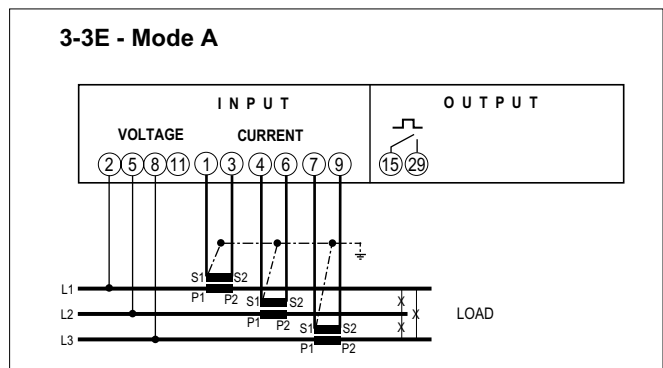 3-3E - Mode A
INPUT
OUTPUT
VOLTAGE
CURRENT
2 5 8 11 1 3 4 6 7 9
15 29
S1 S2
L1
P1 P2
S1 S2
L2
P1 P2
S1 S2
L3
P1 P2
X
X
X
LOAD